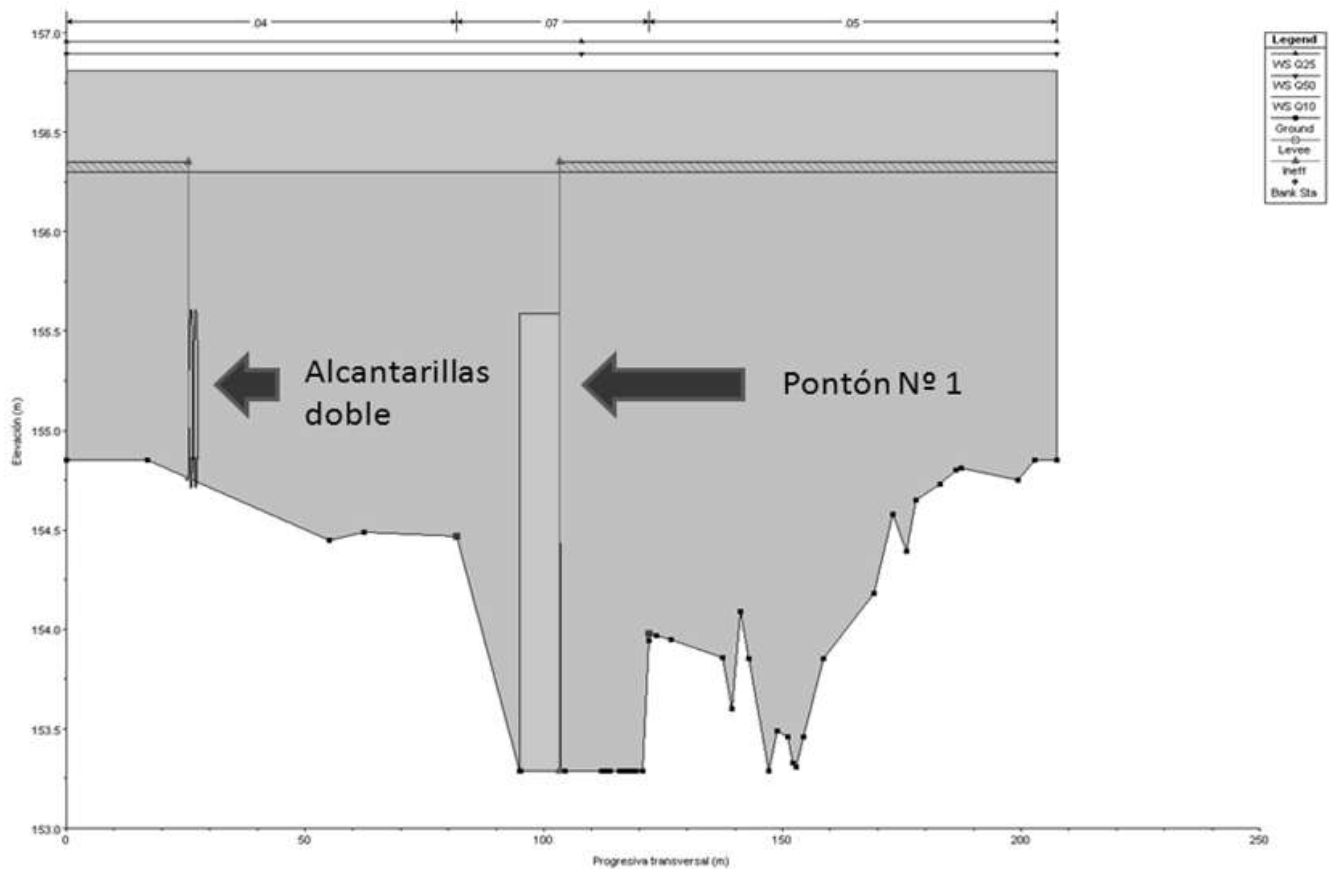 .04
.07
.05
157.0
156.5
156.0
155.5
155.0
154.5
154.0
153.5
153.0
Elevación (m)
0
50
100
150
200
250
Progresiva transversal (m)
Alcantarillas
doble
Pontón Nº 1
Legend
WS Q25
WS Q50
WS Q10
Ground
Levee
Ineff
Bank Sta